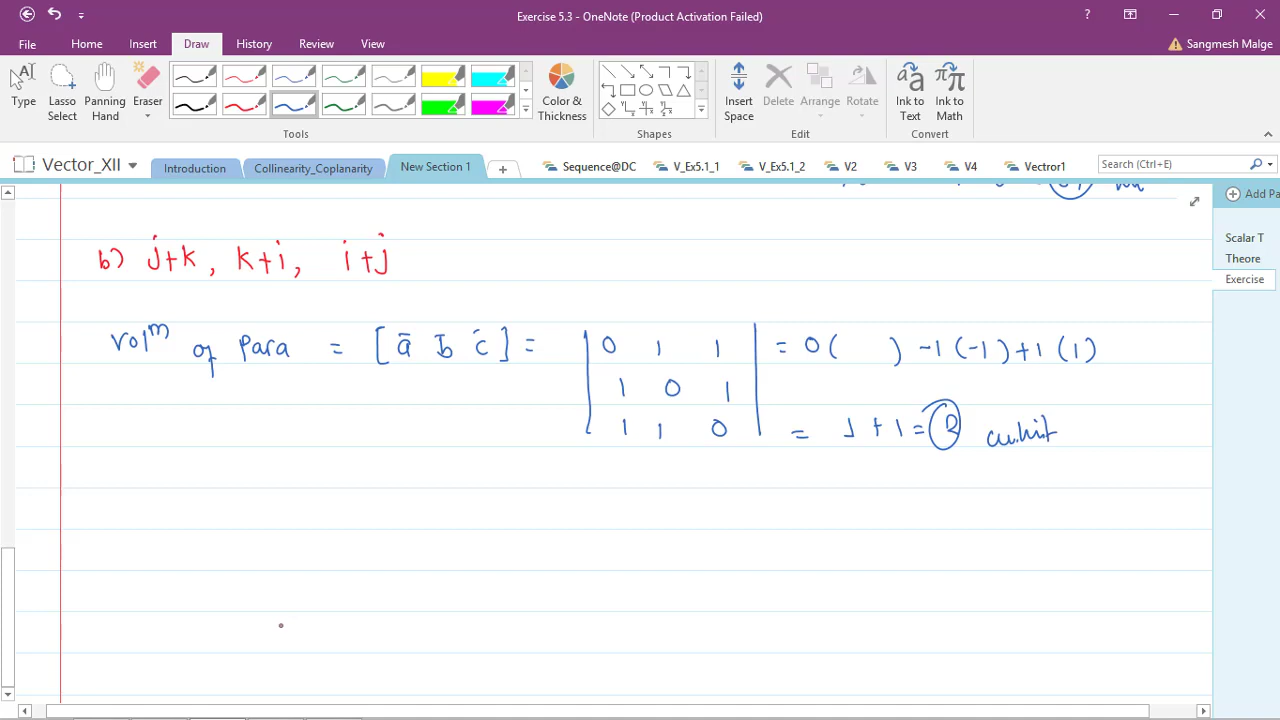 Exercise 5.3 - OneNote (Product Activation Failed)
?
File Home Insert Draw History Review View
Sangmesh Malge
Type
Lasso Select
Panning Hand
Eraser
Color & Thickness
Insert Space
Delete
Arrange
Rotate
Ink to Text
Ink to Math
Tools
Shapes
Edit
Convert
Vector_XII
Introduction
Collinearity_Coplanarity
New Section 1
Sequence@DC
V_Ex5.1_1
V_Ex5.1_2
V2
V3
V4
Vectror1
Search (Ctrl+E)
Add Pa
Scalar T
Theore
Exercise
b) j+k, k+i, i+j
Vol^m of Para = [ā b̄ c̄] = | 0 1 1 | = 0( ) -1(-1)+1(1)
| 1 0 1 |
| 1 1 0 | = 1+1 = 2